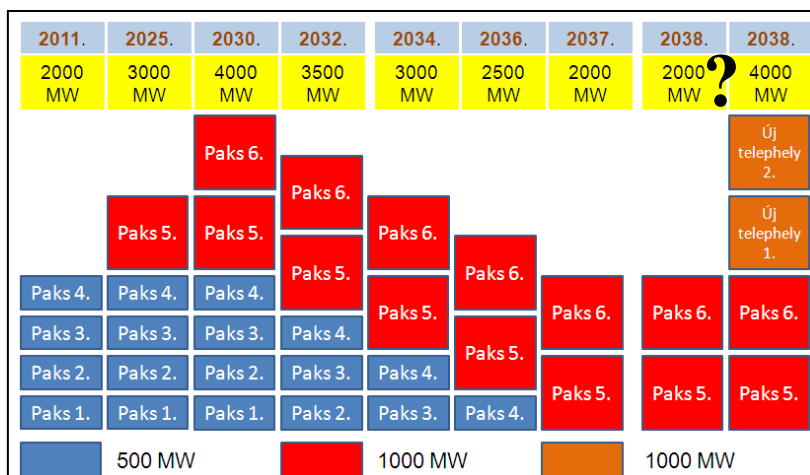 2011. 2025. 2030. 2032. 2034. 2036. 2037. 2038. 2038.
2000 3000 4000 3500 3000 2500 2000 2000 ? 4000
MW MW MW MW MW MW MW MW MW
Új
telephely
2.
Paks 6.
Paks 6.
Új
telephely
1.
Paks 5. Paks 5. Paks 6.
Paks 5. Paks 6.
Paks 4. Paks 4. Paks 4. Paks 5. Paks 6. Paks 6. Paks 6.
Paks 3. Paks 3. Paks 3. Paks 4.
Paks 5.
Paks 2. Paks 2. Paks 2. Paks 3. Paks 4. Paks 5. Paks 5. Paks 5.
Paks 1. Paks 1. Paks 1. Paks 2. Paks 3. Paks 4.
500 MW 1000 MW 1000 MW